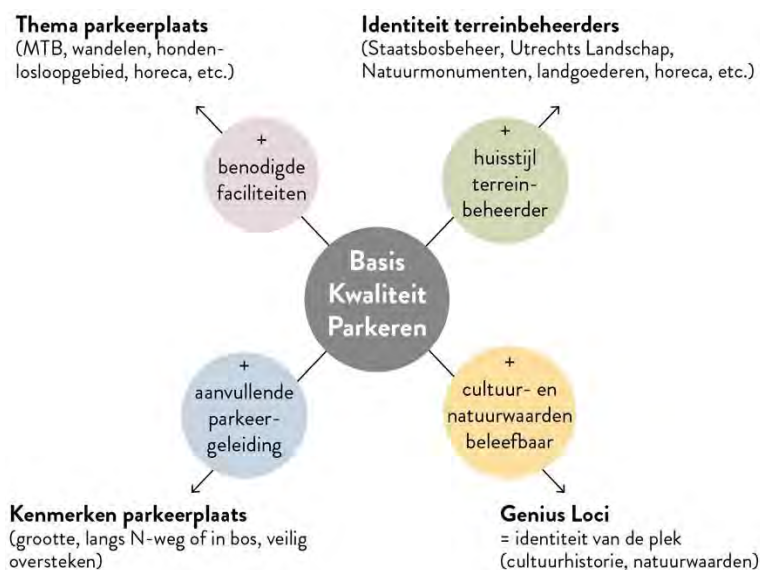 Thema parkeerplaats
(MTB, wandelen, honden-
losloopgebied, horeca, etc.)
Identiteit terreinbeheerders
(Staatsbosbeheer, Utrechts Landschap,
Natuurmonumenten, landgoederen, horeca, etc.)
+
benodigde
faciliteiten
+
huisstijl
terrein-
beheerder
Basis
Kwaliteit
Parkeren
+
aanvullende
parkeer-
geleiding
+
cultuur- en
natuurwaarden
beleefbaar
Kenmerken parkeerplaats
(grootte, langs N-weg of in bos, veilig
oversteken)
Genius Loci
= identiteit van de plek
(cultuurhistorie, natuurwaarden)